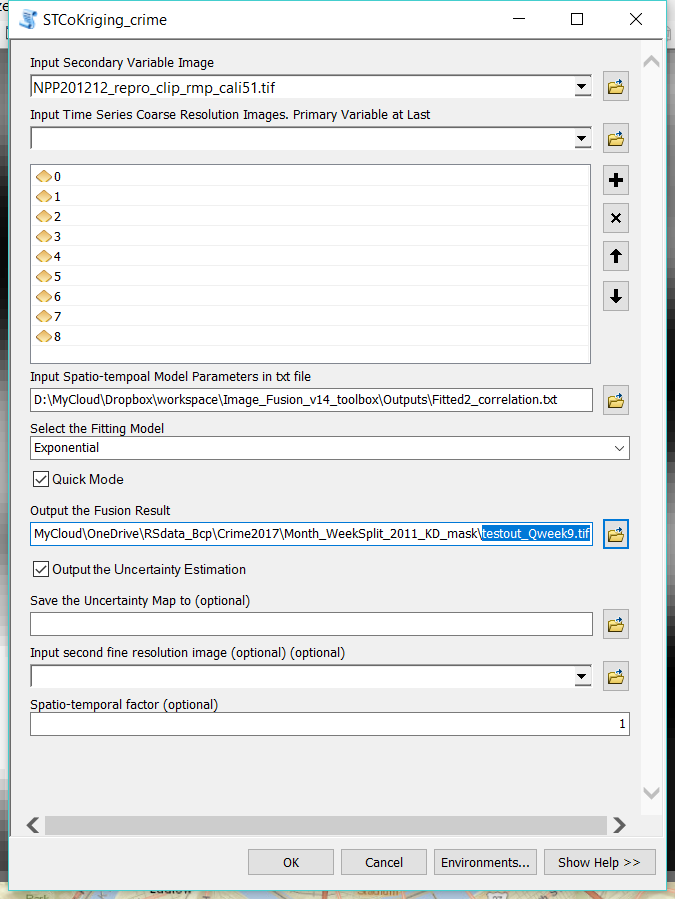 STCoKriging_crime
Input Secondary Variable Image
NPP201212_repro_clip_rmp_cali51.tif
Input Time Series Coarse Resolution Images. Primary Variable at Last
0
1
2
3
4
5
6
7
8
Input Spatio-tempoal Model Parameters in txt file
D:\MyCloud\Dropbox\workspace\Image_Fusion_v14_toolbox\Outputs\Fitted2_correlation.txt
Select the Fitting Model
Exponential
Quick Mode
Output the Fusion Result
MyCloud\OneDrive\RSdata_Bcp\Crime2017\Month_WeekSplit_2011_KD_mask\testout_Qweek9.tif
Output the Uncertainty Estimation
Save the Uncertainty Map to (optional)
Input second fine resolution image (optional) (optional)
Spatio-temporal factor (optional)
1
OK Cancel Environments... Show Help >>